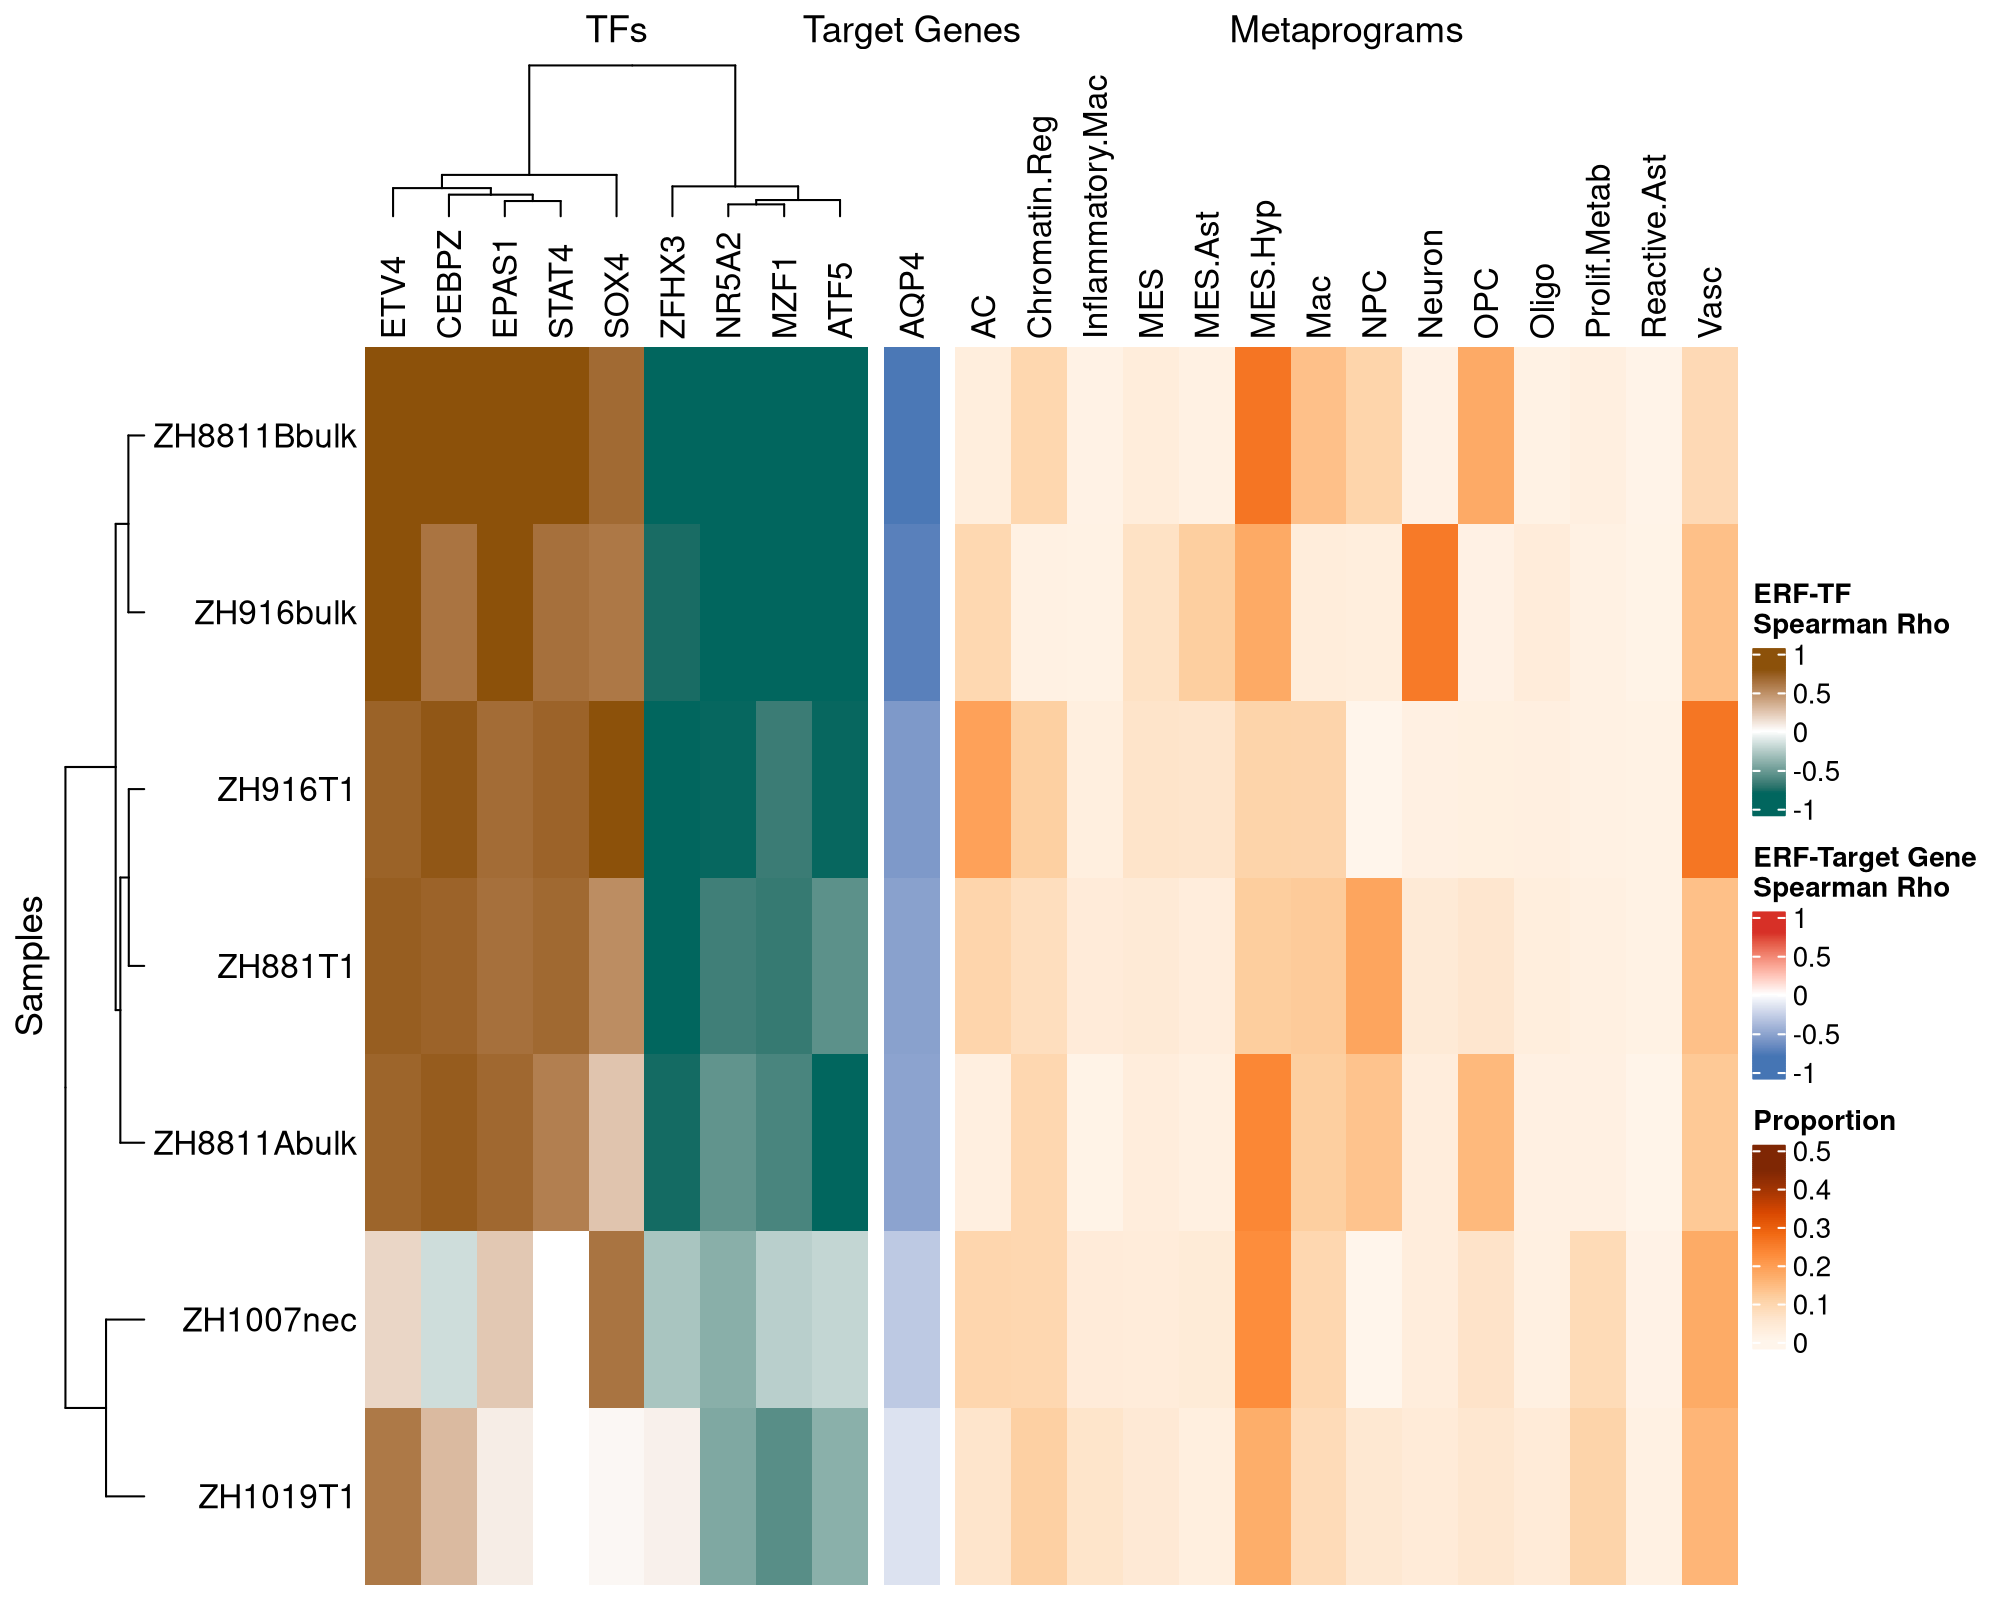 TFs
Target Genes
Metaprograms
ETV4
CEBPZ
EPAS1
STAT4
SOX4
ZFHX3
NR5A2
MZF1
ATF5
AQP4
AC
Chromatin.Reg
Inflammatory.Mac
MES
MES.Ast
MES.Hyp
Mac
NPC
Neuron
OPC
Oligo
Prolif.Metab
Reactive.Ast
Vasc
Samples
ZH8811Bbulk
ZH916bulk
ZH916T1
ZH881T1
ZH8811Abulk
ZH1007nec
ZH1019T1
ERF-TF
Spearman Rho
1
0.5
0
-0.5
-1
ERF-Target Gene
Spearman Rho
1
0.5
0
-0.5
-1
Proportion
0.5
0.4
0.3
0.2
0.1
0